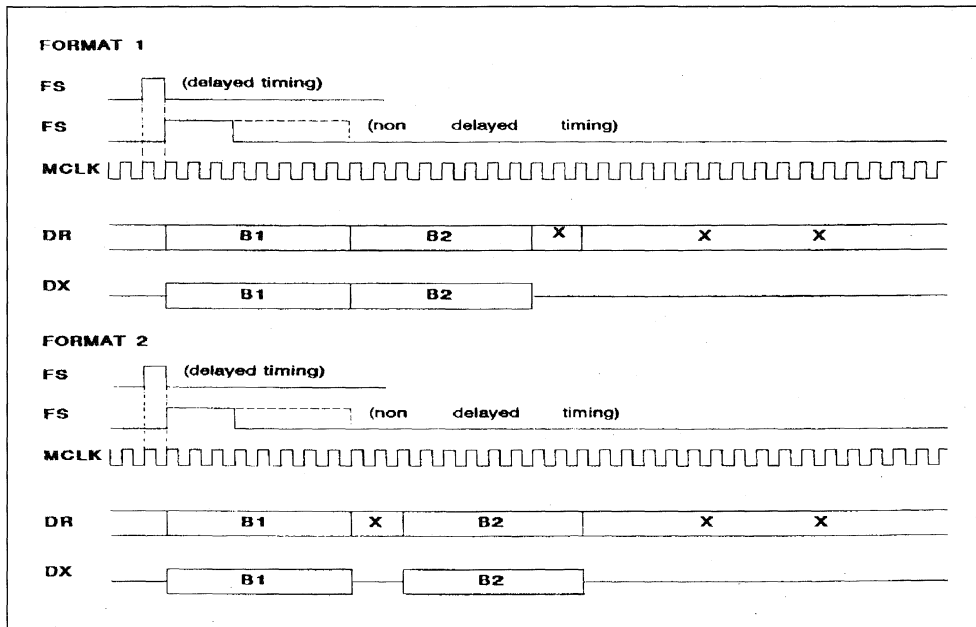 FORMAT 1
FS (delayed timing)
FS (non delayed timing)
MCLK
DR B1 B2 X X X
DX B1 B2
FORMAT 2
FS (delayed timing)
FS (non delayed timing)
MCLK
DR B1 X B2 X X
DX B1 B2